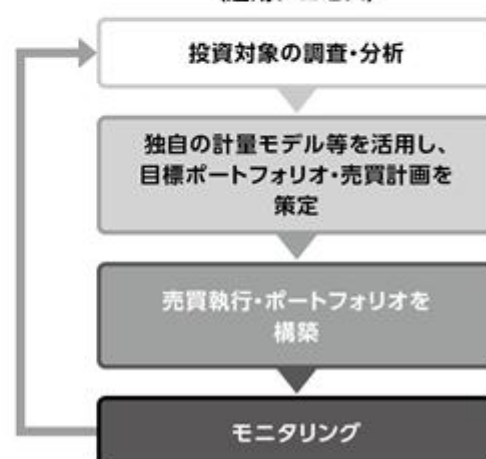 投資対象の調査・分析
独自の計量モデル等を活用し、
目標ポートフォリオ・売買計画を
策定
売買執行・ポートフォリオを
構築
モニタリング